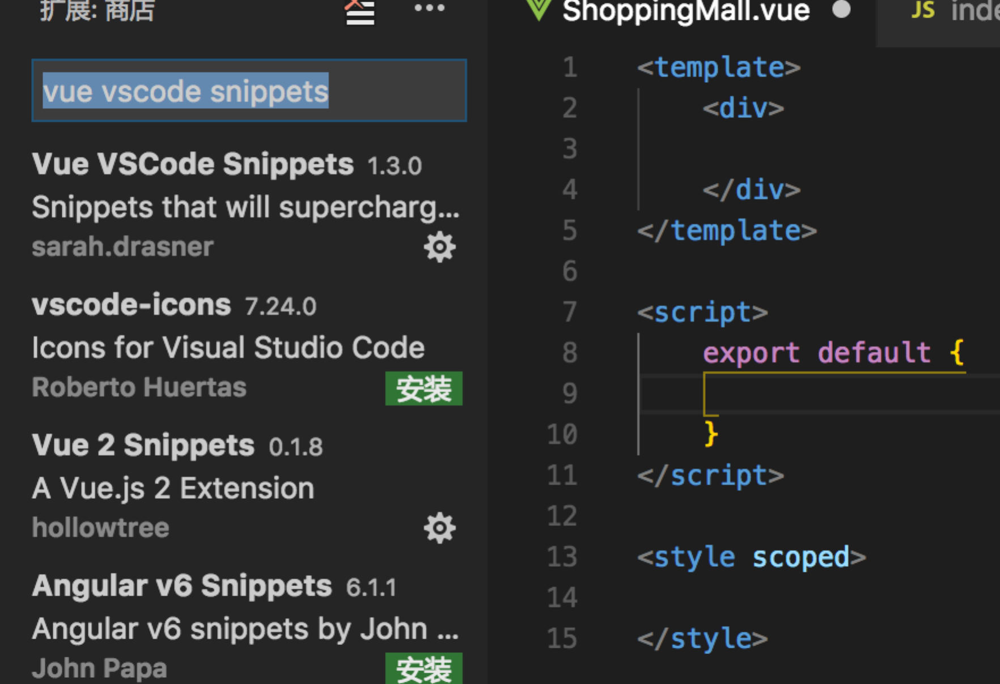 扩展: 商店
vue vscode snippets
Vue VSCode Snippets 1.3.0
Snippets that will supercharg...
sarah.drasner
vscode-icons 7.24.0
Icons for Visual Studio Code
Roberto Huertas 安装
Vue 2 Snippets 0.1.8
A Vue.js 2 Extension
hollowtree
Angular v6 Snippets 6.1.1
Angular v6 snippets by John ...
John Papa 安装
ShoppingMall.vue
JS
1 <template>
2 <div>
3
4 </div>
5 </template>
6
7 <script>
8 export default {
9
10 }
11 </script>
12
13 <style scoped>
14
15 </style>